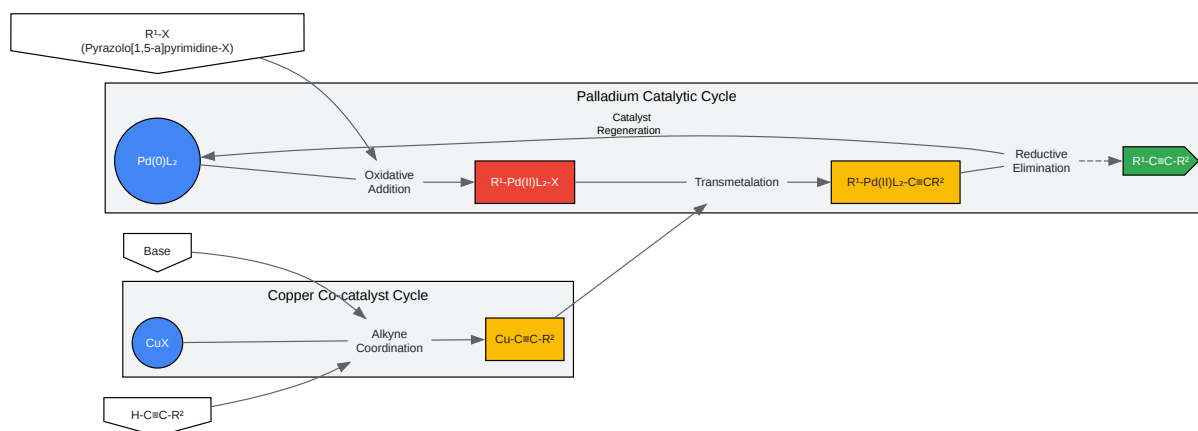 R¹-X
(Pyrazolo[1,5-a]pyrimidine-X)
Palladium Catalytic Cycle
Catalyst
Regeneration
Pd(0)L₂
Oxidative
Addition
R¹-Pd(II)L₂-X
Transmetalation
R¹-Pd(II)L₂-C≡CR²
Reductive
Elimination
R¹-C≡C-R²
Base
Copper Co-catalyst Cycle
CuX
Alkyne
Coordination
Cu-C≡C-R²
H-C≡C-R²